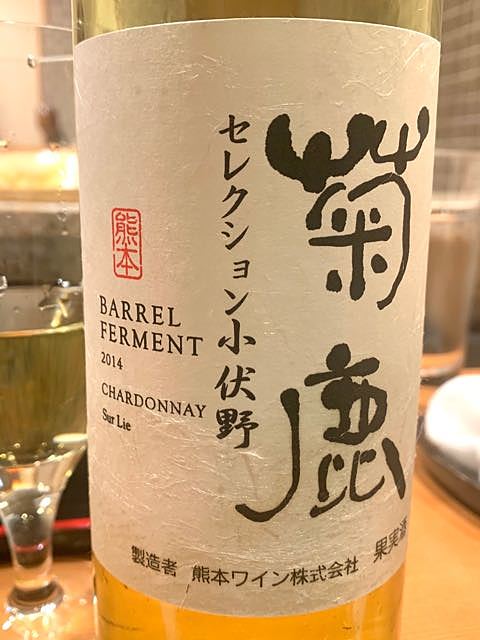 菊鹿
セレクション小伏野
熊本
BARREL
FERMENT
2014
CHARDONNAY
Sur Lie
製造者 熊本ワイン株式会社 果実酒